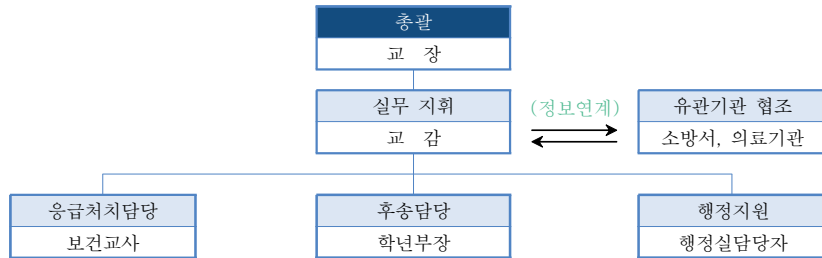 총괄
교 장
실무 지휘
교 감
(정보연계)
유관기관 협조
소방서, 의료기관
응급처치담당
보건교사
후송담당
학년부장
행정지원
행정실담당자